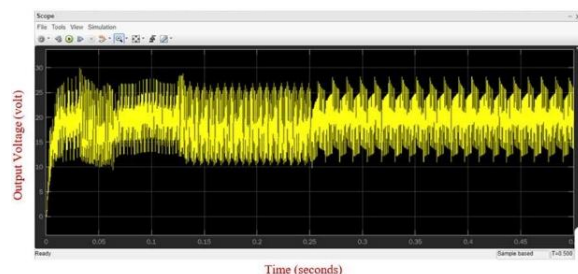 Scope
File Tools View Simulation
Output Voltage (volt)
30
25
20
15
10
5
0
0 0.05 0.1 0.15 0.2 0.25 0.3 0.35 0.4 0.45 0.
Ready Sample based T=0.500
Time (seconds)